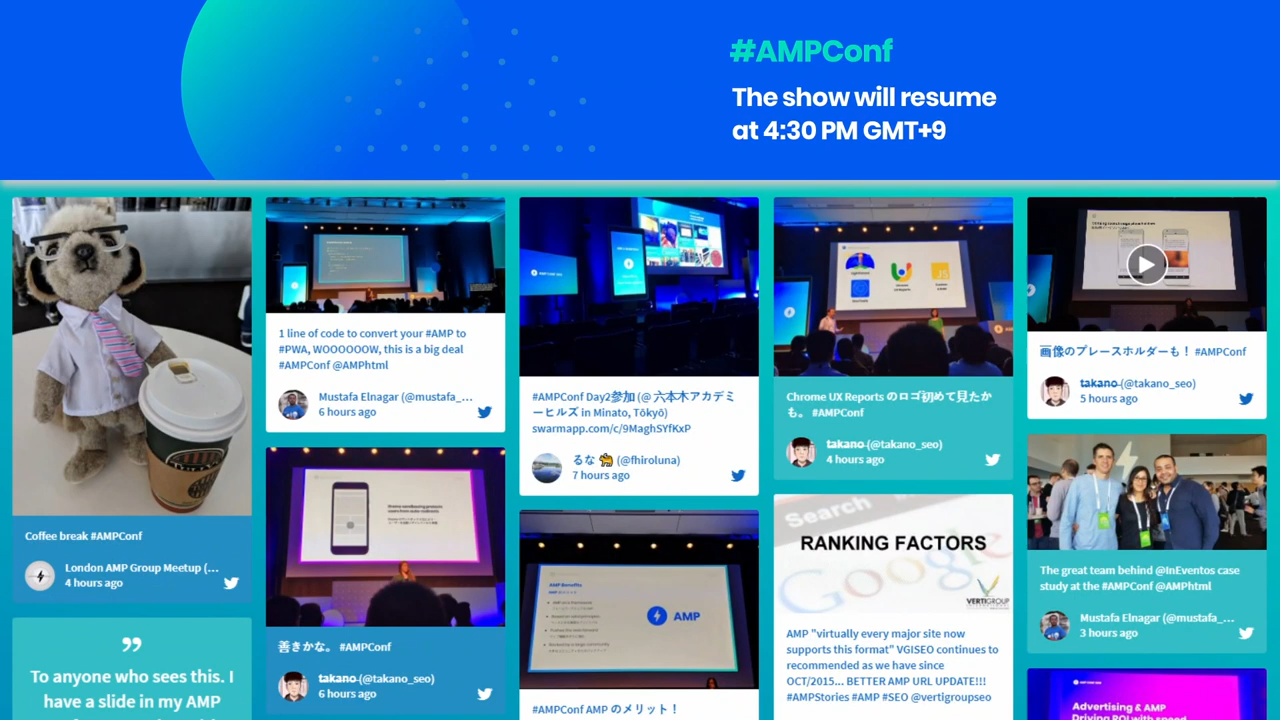 #AMPConf
The show will resume
at 4:30 PM GMT+9
Coffee break #AMPConf
London AMP Group Meetup (...
4 hours ago
”
To anyone who sees this. I
have a slide in my AMP
1 line of code to convert your #AMP to
#PWA, WOOOOOOW, this is a big deal
#AMPConf @AMPhtml
Mustafa Elnagar (@mustafa_...
6 hours ago
善きかな。 #AMPConf
takano (@takano_seo)
6 hours ago
#AMPConf Day2参加 (@ 六本木アカデミ
ーヒルズ in Minato, Tōkyō)
swarmapp.com/c/9MaghSYfKxP
るな 🐆 (@fhiroluna)
7 hours ago
AMP Benefits
AMP
#AMPConf AMP のメリット！
Chrome UX Reports のロゴ初めて見たか
も。 #AMPConf
takano (@takano_seo)
4 hours ago
Search
Google
RANKING FACTORS
VERTIGROUP
AMP "virtually every major site now
supports this format" VGISEO continues to
recommended as we have since
OCT/2015... BETTER AMP URL UPDATE!!!
#AMPStories #AMP #SEO @vertigroupseo
画像のプレースホルダーも！ #AMPConf
takano (@takano_seo)
5 hours ago
The great team behind @InEventos case
study at the #AMPConf @AMPhtml
Mustafa Elnagar (@mustafa_...
3 hours ago
Advertising & AMP
Driving ROI with speed